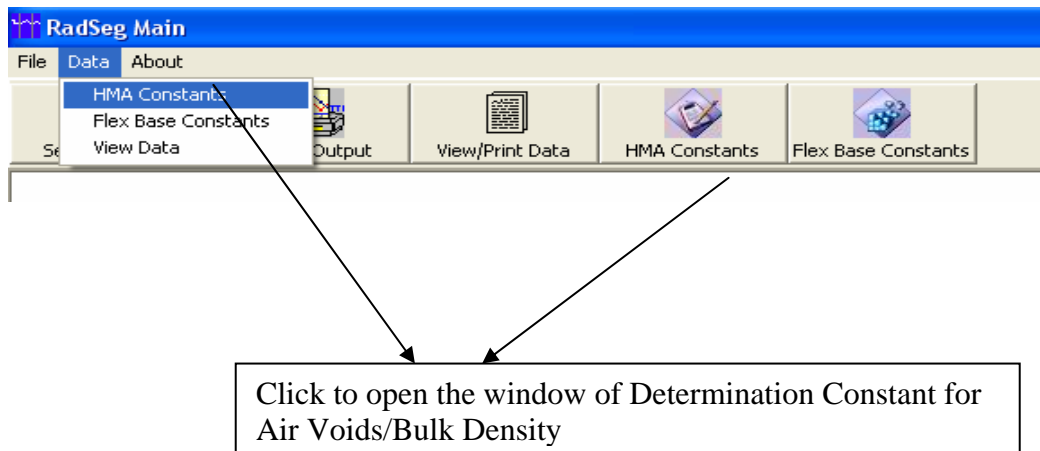 RadSeg Main
File Data About
HMA Constants
Flex Base Constants
View Data
Se
Output
View/Print Data
HMA Constants
Flex Base Constants
Click to open the window of Determination Constant for
Air Voids/Bulk Density